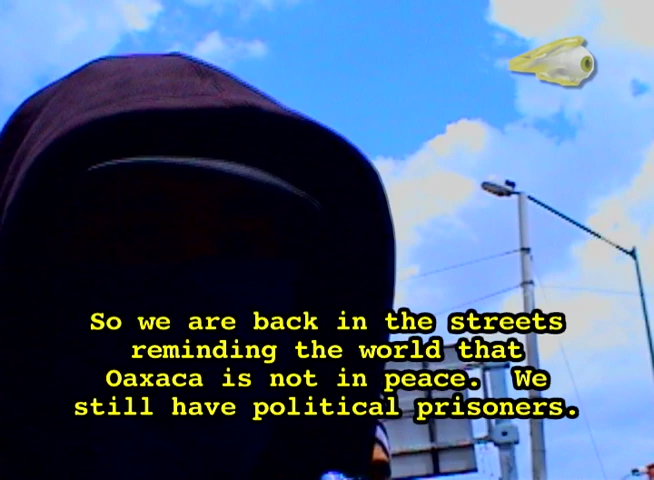 So we are back in the streets
reminding the world that
Oaxaca is not in peace.  We
still have political prisoners.